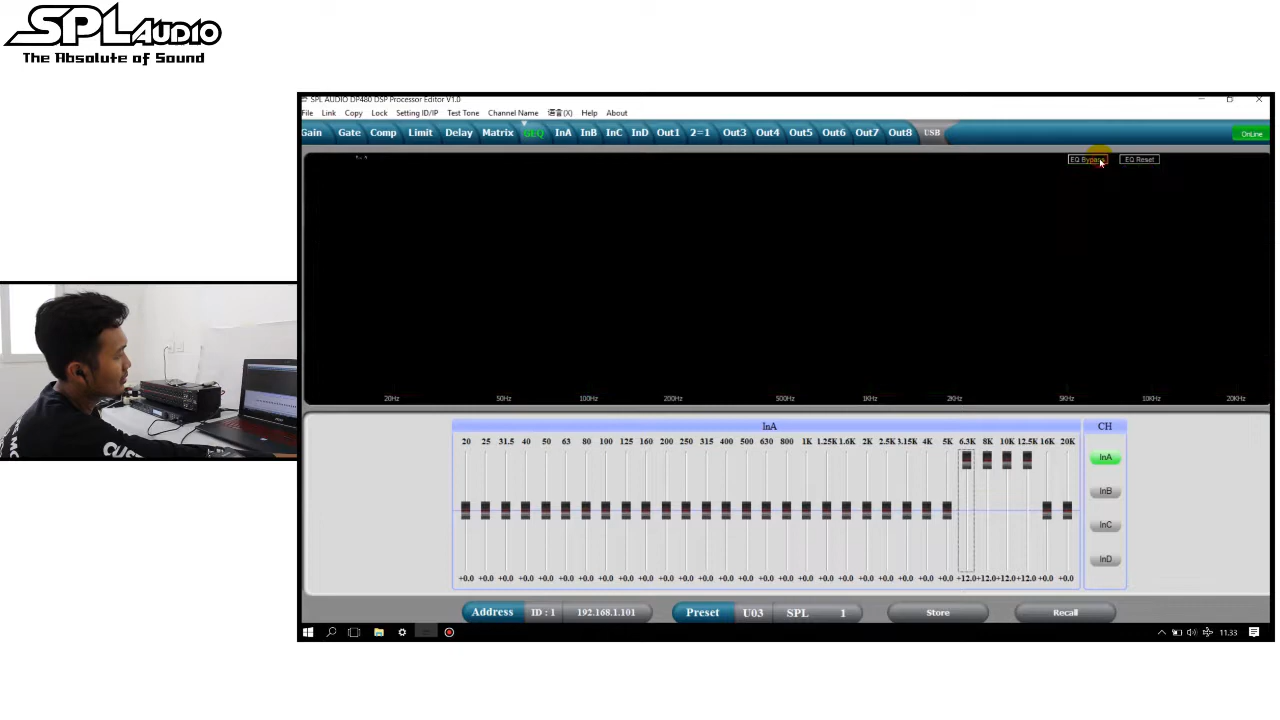 SPL AUDIO
The Absolute of Sound
SPL AUDIO DP480 DSP Processor Editor V1.0
File Link Copy Lock Setting ID/IP Test Tone Channel Name 语言(X) Help About
Gain Gate Comp Limit Delay Matrix GEQ InA InB InC InD Out1 2=1 Out3 Out4 Out5 Out6 Out7 Out8 USB OnLine
EQ Bypass EQ Reset
20Hz 50Hz 100Hz 200Hz 500Hz 1KHz 2KHz 5KHz 10KHz 20KHz
InA CH
20 25 31.5 40 50 63 80 100 125 160 200 250 315 400 500 630 800 1K 1.25K 1.6K 2K 2.5K 3.15K 4K 5K 6.3K 8K 10K 12.5K 16K 20K
InA
InB
InC
InD
+0.0 +0.0 +0.0 +0.0 +0.0 +0.0 +0.0 +0.0 +0.0 +0.0 +0.0 +0.0 +0.0 +0.0 +0.0 +0.0 +0.0 +0.0 +0.0 +0.0 +0.0 +0.0 +0.0 +0.0 +0.0 +12.0 +12.0 +12.0 +12.0 +0.0 +0.0
Address ID : 1 192.168.1.101 Preset U03 SPL 1 Store Recall
11.33